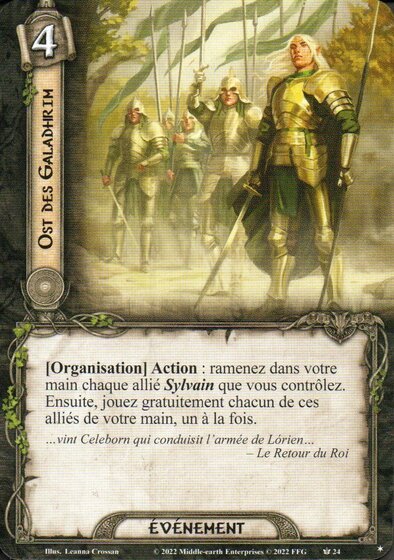 4
OST DES GALADHRIM
[Organisation] Action : ramenez dans votre
main chaque allié Sylvain que vous contrôlez.
Ensuite, jouez gratuitement chacun de ces
alliés de votre main, un à la fois.
…vint Celeborn qui conduisit l’armée de Lórien…
– Le Retour du Roi
ÉVÉNEMENT
Illus. Leanna Crossan © 2022 Middle-earth Enterprises © 2022 FFG 24